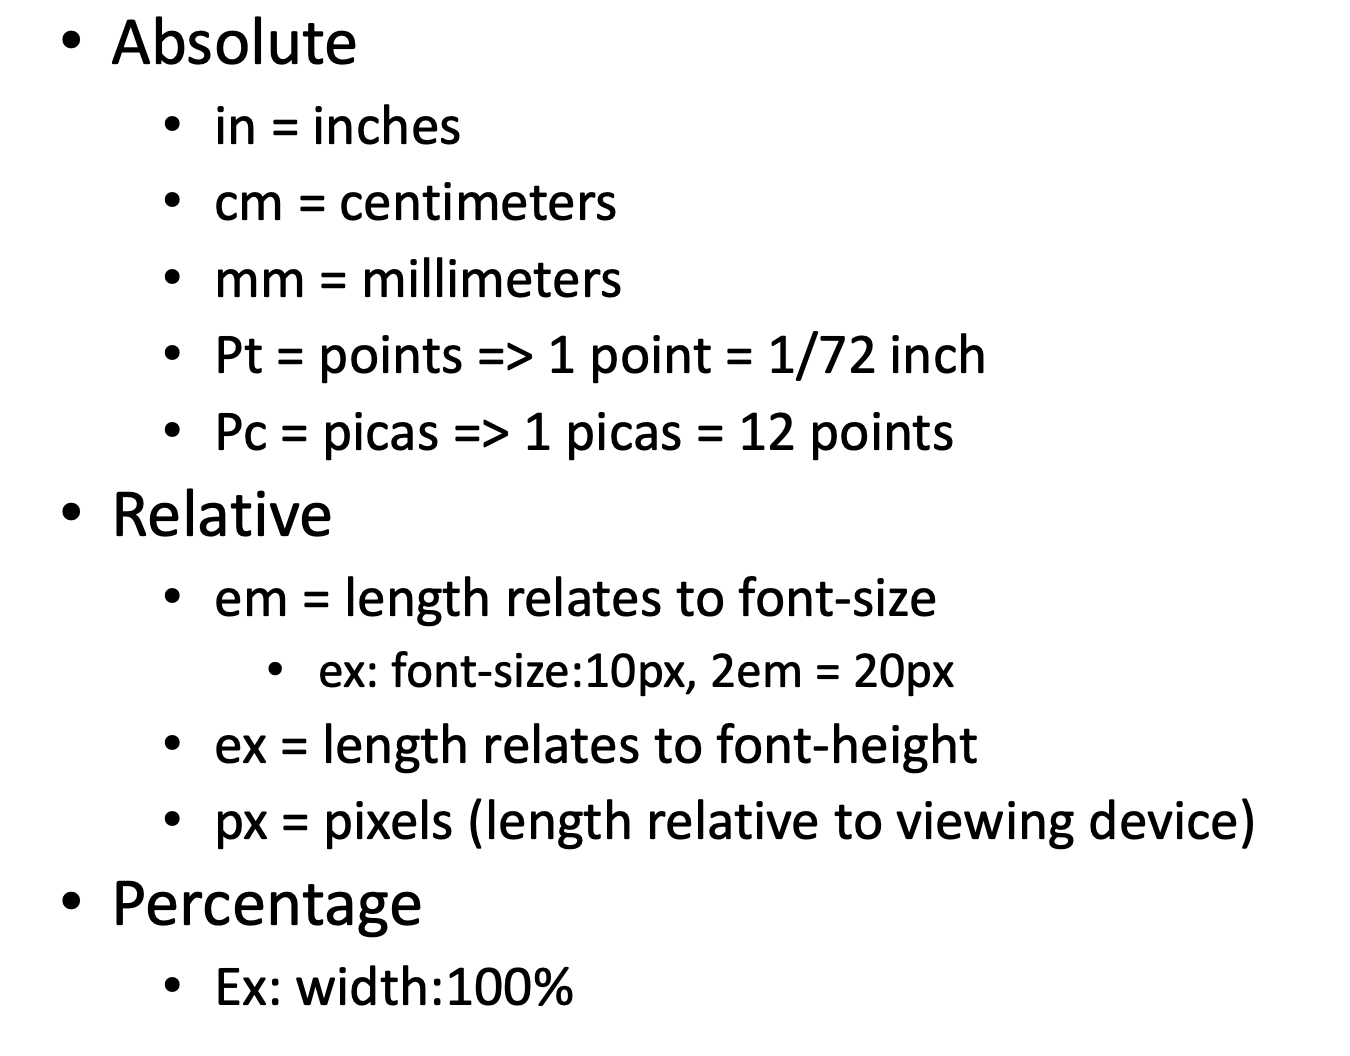 • Absolute
• in = inches
• cm = centimeters
• mm = millimeters
• Pt = points => 1 point = 1/72 inch
• Pc = picas => 1 picas = 12 points
• Relative
• em = length relates to font-size
• ex: font-size:10px, 2em = 20px
• ex = length relates to font-height
• px = pixels (length relative to viewing device)
• Percentage
• Ex: width:100%